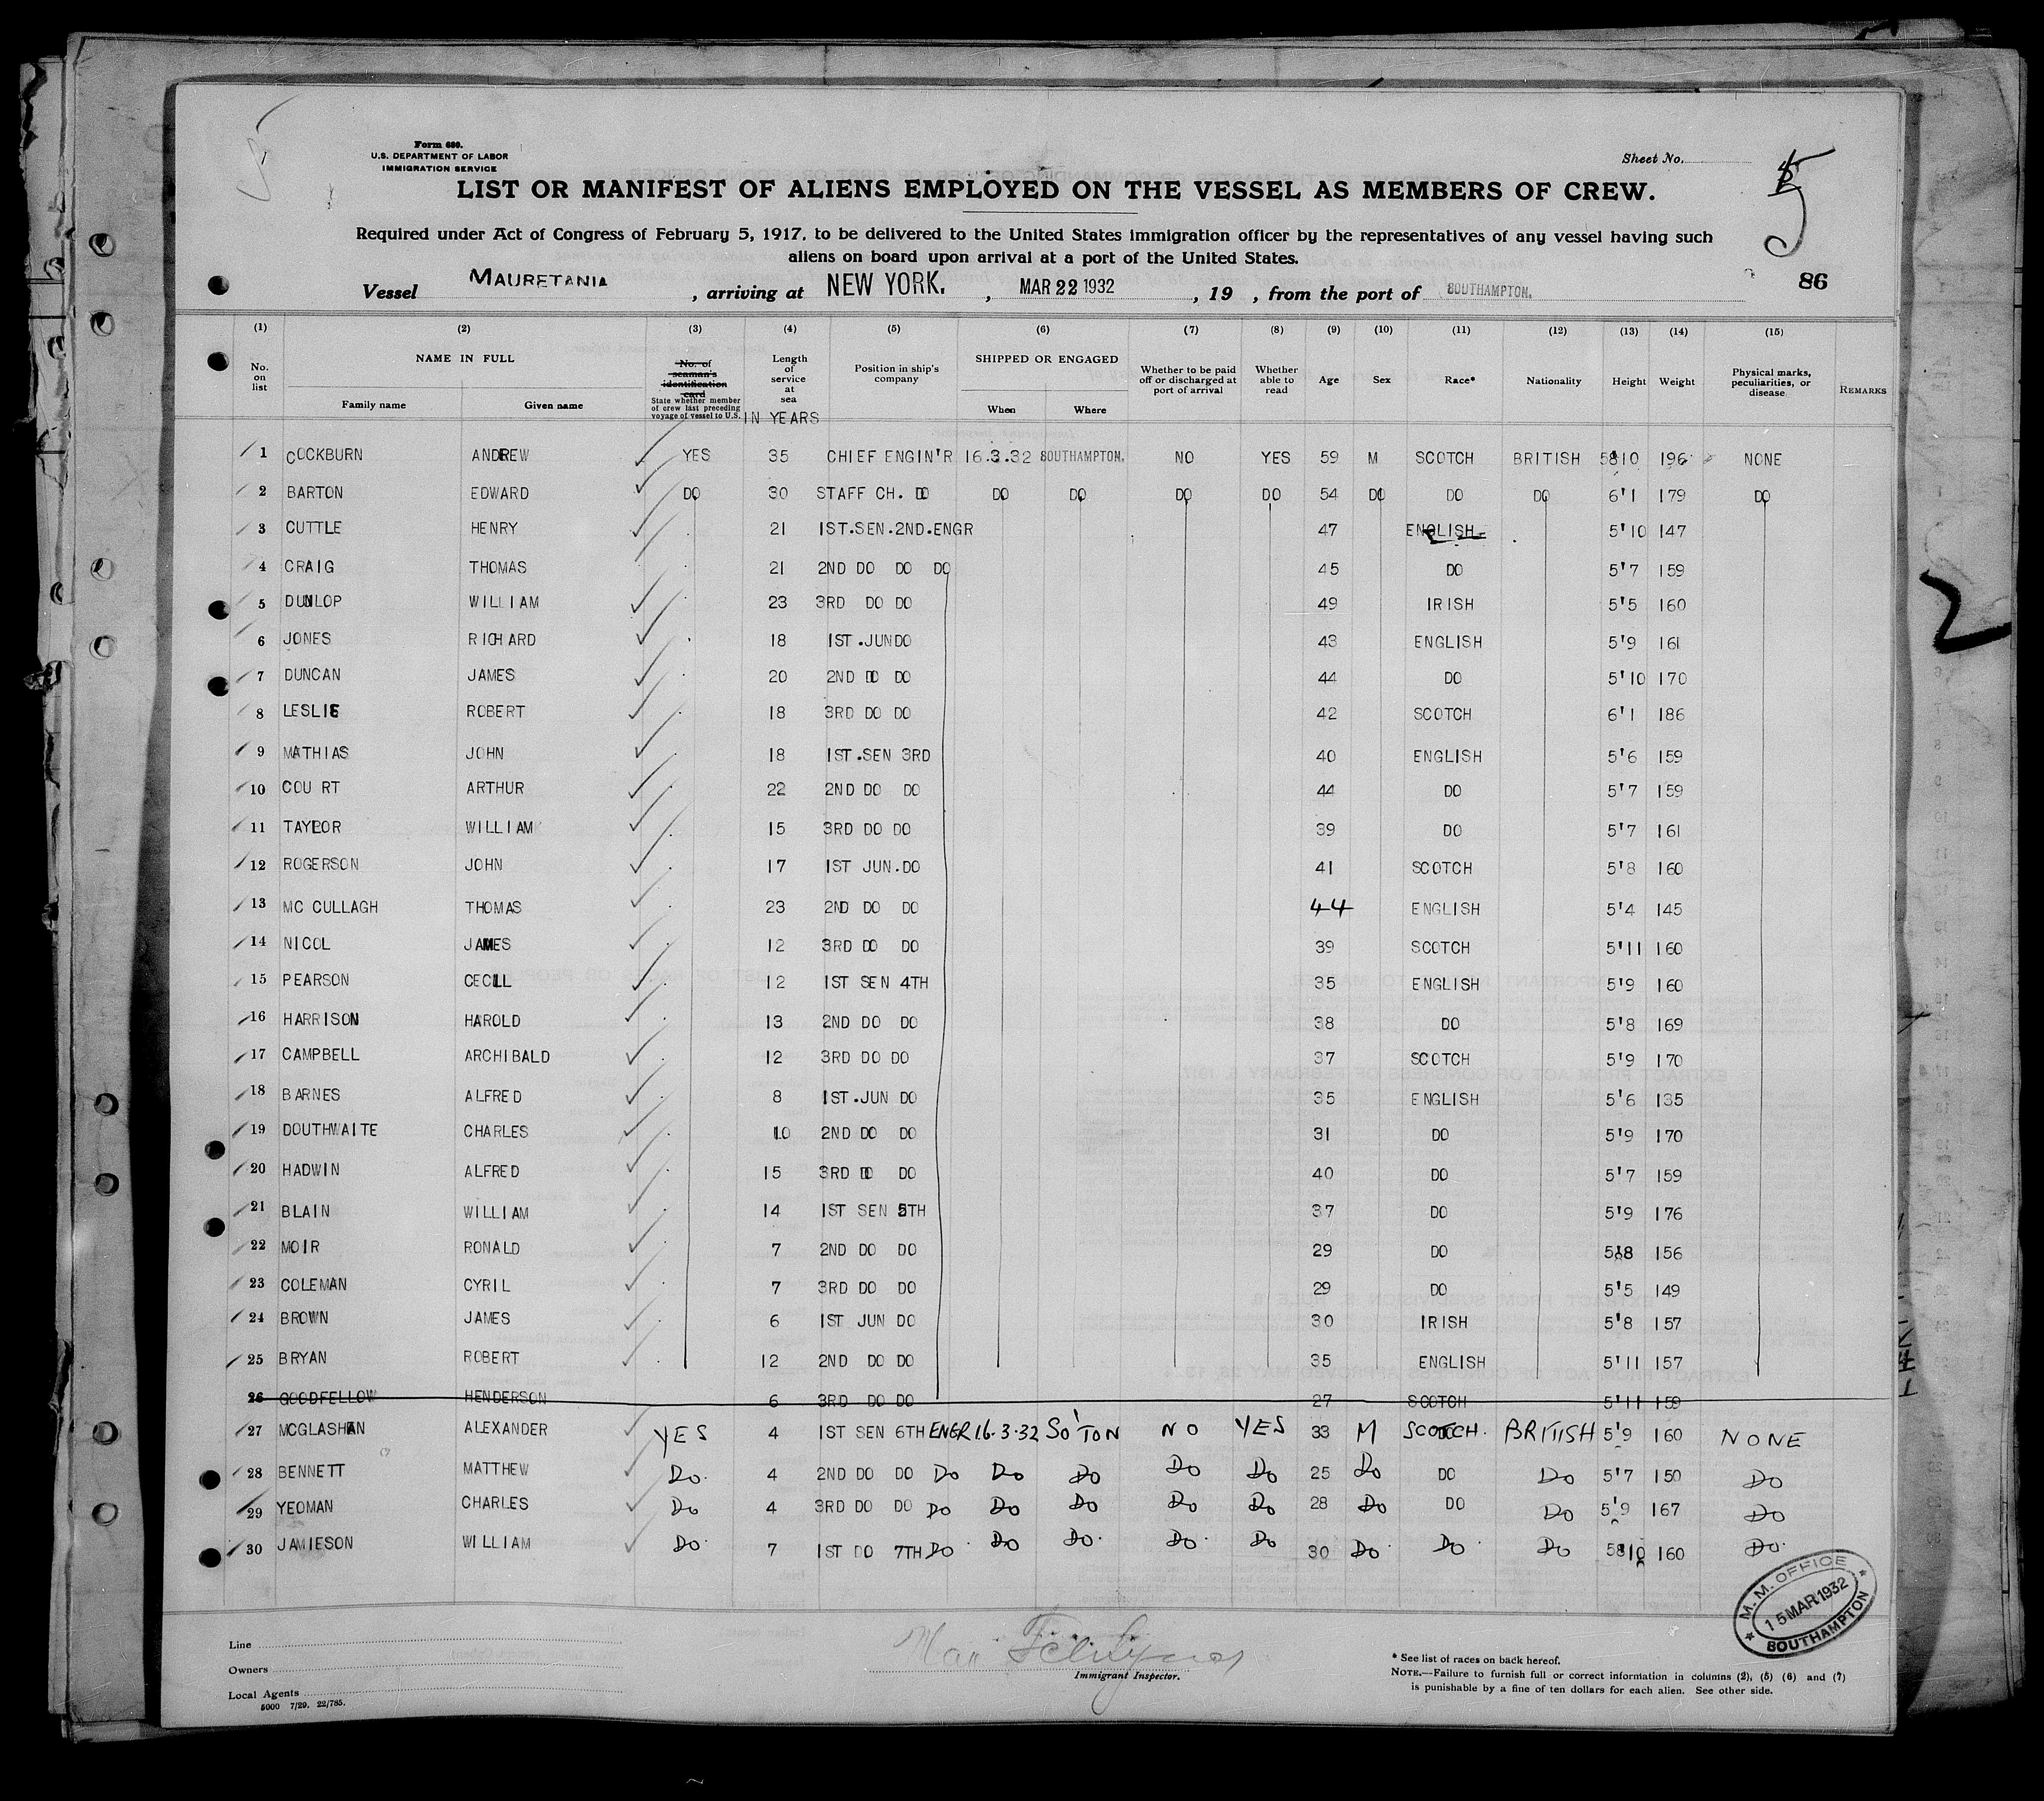 Form 680.
U.S. DEPARTMENT OF LABOR
IMMIGRATION SERVICE
Sheet No. 5
LIST OR MANIFEST OF ALIENS EMPLOYED ON THE VESSEL AS MEMBERS OF CREW.
Required under Act of Congress of February 5, 1917, to be delivered to the United States immigration officer by the representatives of any vessel having such
aliens on board upon arrival at a port of the United States.
Vessel MAURETANIA, arriving at NEW YORK., MAR 22 1932, 19 , from the port of SOUTHAMPTON. 86
(1) (2) (3) (4) (5) (6) (7) (8) (9) (10) (11) (12) (13) (14) (15)
No. on list NAME IN FULL Family name Given name No. of seaman's identification card State whether member of crew last preceding voyage of vessel to U.S. Length of service at sea IN YEARS Position in ship's company SHIPPED OR ENGAGED When Where Whether to be paid off or discharged at port of arrival Whether able to read Age Sex Race* Nationality Height Weight Physical marks, peculiarities, or disease REMARKS
1 COCKBURN ANDREW YES 35 CHIEF ENGIN'R 16.3.32 SOUTHAMPTON. NO YES 59 M SCOTCH BRITISH 5'10 196 NONE
2 BARTON EDWARD DO 30 STAFF CH. DO DO DO DO DO 54 DO DO DO 6'1 179 DO
3 CUTTLE HENRY 21 1ST.SEN.2ND.ENGR 47 ENGLISH 5'10 147
4 CRAIG THOMAS 21 2ND DO DO DO 45 DO 5'7 159
5 DUNLOP WILLIAM 23 3RD DO DO 49 IRISH 5'5 160
6 JONES RICHARD 18 1ST.JUN DO 43 ENGLISH 5'9 161
7 DUNCAN JAMES 20 2ND DO DO 44 DO 5'10 170
8 LESLIE ROBERT 18 3RD DO DO 42 SCOTCH 6'1 186
9 MATHIAS JOHN 18 1ST.SEN 3RD 40 ENGLISH 5'6 159
10 COU RT ARTHUR 22 2ND DO DO 44 DO 5'7 159
11 TAYLOR WILLIAM 15 3RD DO DO 39 DO 5'7 161
12 ROGERSON JOHN 17 1ST JUN.DO 41 SCOTCH 5'8 160
13 MC CULLAGH THOMAS 23 2ND DO DO 44 ENGLISH 5'4 145
14 NICOL JAMES 12 3RD DO DO 39 SCOTCH 5'11 160
15 PEARSON CECIL 12 1ST SEN 4TH 35 ENGLISH 5'9 160
16 HARRISON HAROLD 13 2ND DO DO 38 DO 5'8 169
17 CAMPBELL ARCHIBALD 12 3RD DO DO 37 SCOTCH 5'9 170
18 BARNES ALFRED 8 1ST.JUN DO 35 ENGLISH 5'6 135
19 DOUTHWAITE CHARLES 10 2ND DO DO 31 DO 5'9 170
20 HADWIN ALFRED 15 3RD DO DO 40 DO 5'7 159
21 BLAIN WILLIAM 14 1ST SEN 5TH 37 DO 5'9 176
22 MOIR RONALD 7 2ND DO DO 29 DO 5'8 156
23 COLEMAN CYRIL 7 3RD DO DO 29 DO 5'5 149
24 BROWN JAMES 6 1ST JUN DO 30 IRISH 5'8 157
25 BRYAN ROBERT 12 2ND DO DO 35 ENGLISH 5'11 157
26 GOODFELLOW HENDERSON 6 3RD DO DO 27 SCOTCH 5'11 159
27 MCGLASHAN ALEXANDER YES 4 1ST SEN 6TH ENGR 16.3.32 SO'TON NO YES 33 M SCOTCH. BRITISH 5'9 160 NONE
28 BENNETT MATTHEW Do. 4 2ND DO DO Do Do Do Do Do 25 Do DO Do 5'7 150 Do
29 YEOMAN CHARLES Do 4 3RD DO DO Do Do Do Do Do 28 Do DO Do 5'9 167 Do
30 JAMIESON WILLIAM Do. 7 1ST DO 7TH Do. Do Do. Do. Do 30 Do. Do. Do 5'10 160 Do.
M.M. OFFICE
15 MAR 1932
SOUTHAMPTON
Line
Owners
Local Agents
5000 7/29. 22/785.
Immigrant Inspector.
* See list of races on back hereof.
NOTE.—Failure to furnish full or correct information in columns (2), (5) (6) and (7)
is punishable by a fine of ten dollars for each alien. See other side.
2